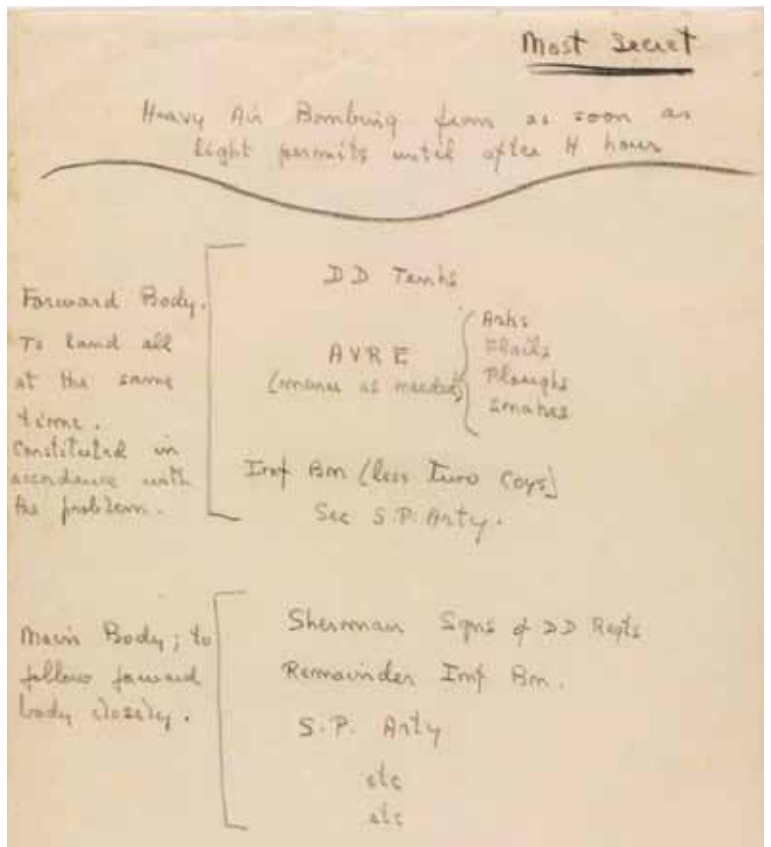 Most Secret
Heavy Air Bombing from as soon as
light permits until after H hour
Forward Body.
To land all
at the same
time.
Constituted in
accordance with
the problem.
DD Tanks
AVRE
(means as needed)
Arks
Flails
Ploughs
Snakes
Inf Bn (less Two Coys)
Sec S.P. Arty.
Main Body; to
follow forward
body closely.
Sherman Sqns of DD Regts
Remainder Inf Bn.
S.P. Arty
etc
etc